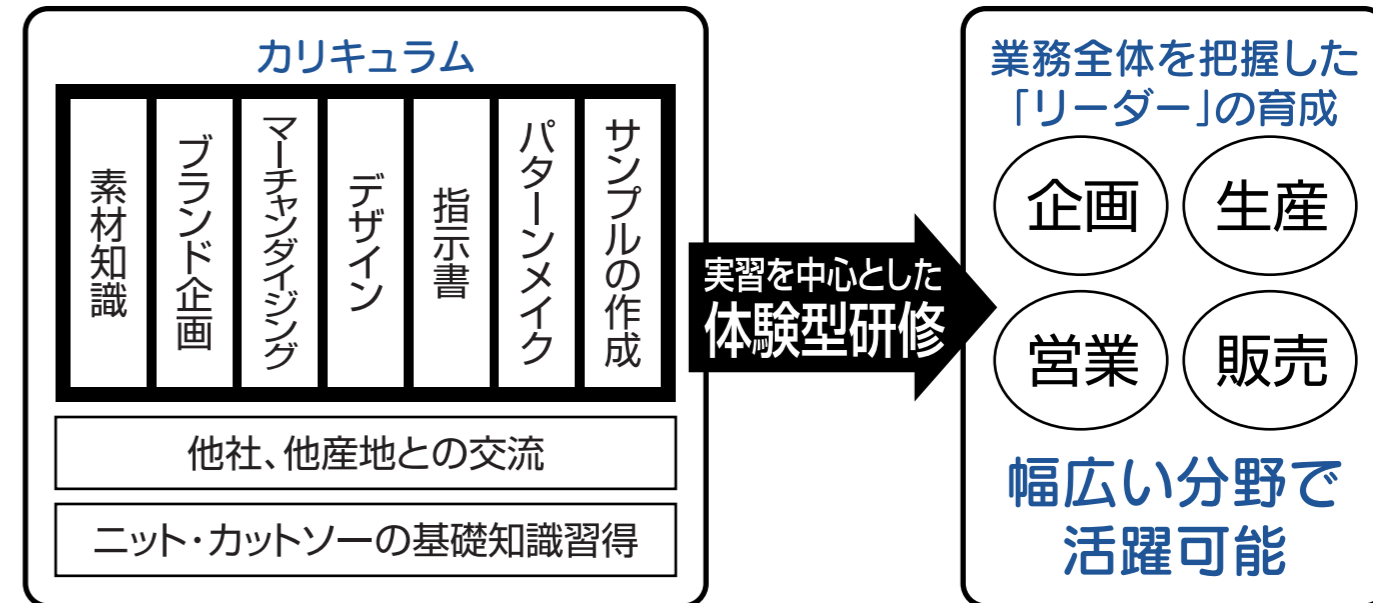 カリキュラム
素材知識
ブランド企画
マーチャンダイジング
デザイン
指示書
パターンメイク
サンプルの作成
他社、他産地との交流
ニット・カットソーの基礎知識習得
実習を中心とした
体験型研修
業務全体を把握した
「リーダー」の育成
企画
生産
営業
販売
幅広い分野で
活躍可能